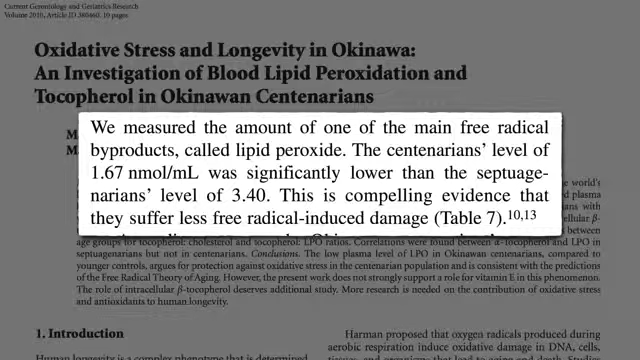 Current Gerontology and Geriatrics Research
Volume 2010, Article ID 380460, 10 pages
Oxidative Stress and Longevity in Okinawa:
An Investigation of Blood Lipid Peroxidation and
Tocopherol in Okinawan Centenarians
We measured the amount of one of the main free radical
byproducts, called lipid peroxide. The centenarians' level of
1.67 nmol/mL was significantly lower than the septuage-
narians' level of 3.40. This is compelling evidence that
they suffer less free radical-induced damage (Table 7).10,13
age groups for tocopherol: cholesterol and tocopherol: LPO ratios. Correlations were found between α-tocopherol and LPO in
septuagenarians but not in centenarians. Conclusions. The low plasma level of LPO in Okinawan centenarians, compared to
younger controls, argues for protection against oxidative stress in the centenarian population and is consistent with the predictions
of the Free Radical Theory of Aging. However, the present work does not strongly support a role for vitamin E in this phenomenon.
The role of intracellular β-tocopherol deserves additional study. More research is needed on the contribution of oxidative stress
and antioxidants to human longevity.
1. Introduction
Human longevity is a complex phenotype that is determined
Harman proposed that oxygen radicals produced during
aerobic respiration induce oxidative damage in DNA, cells,